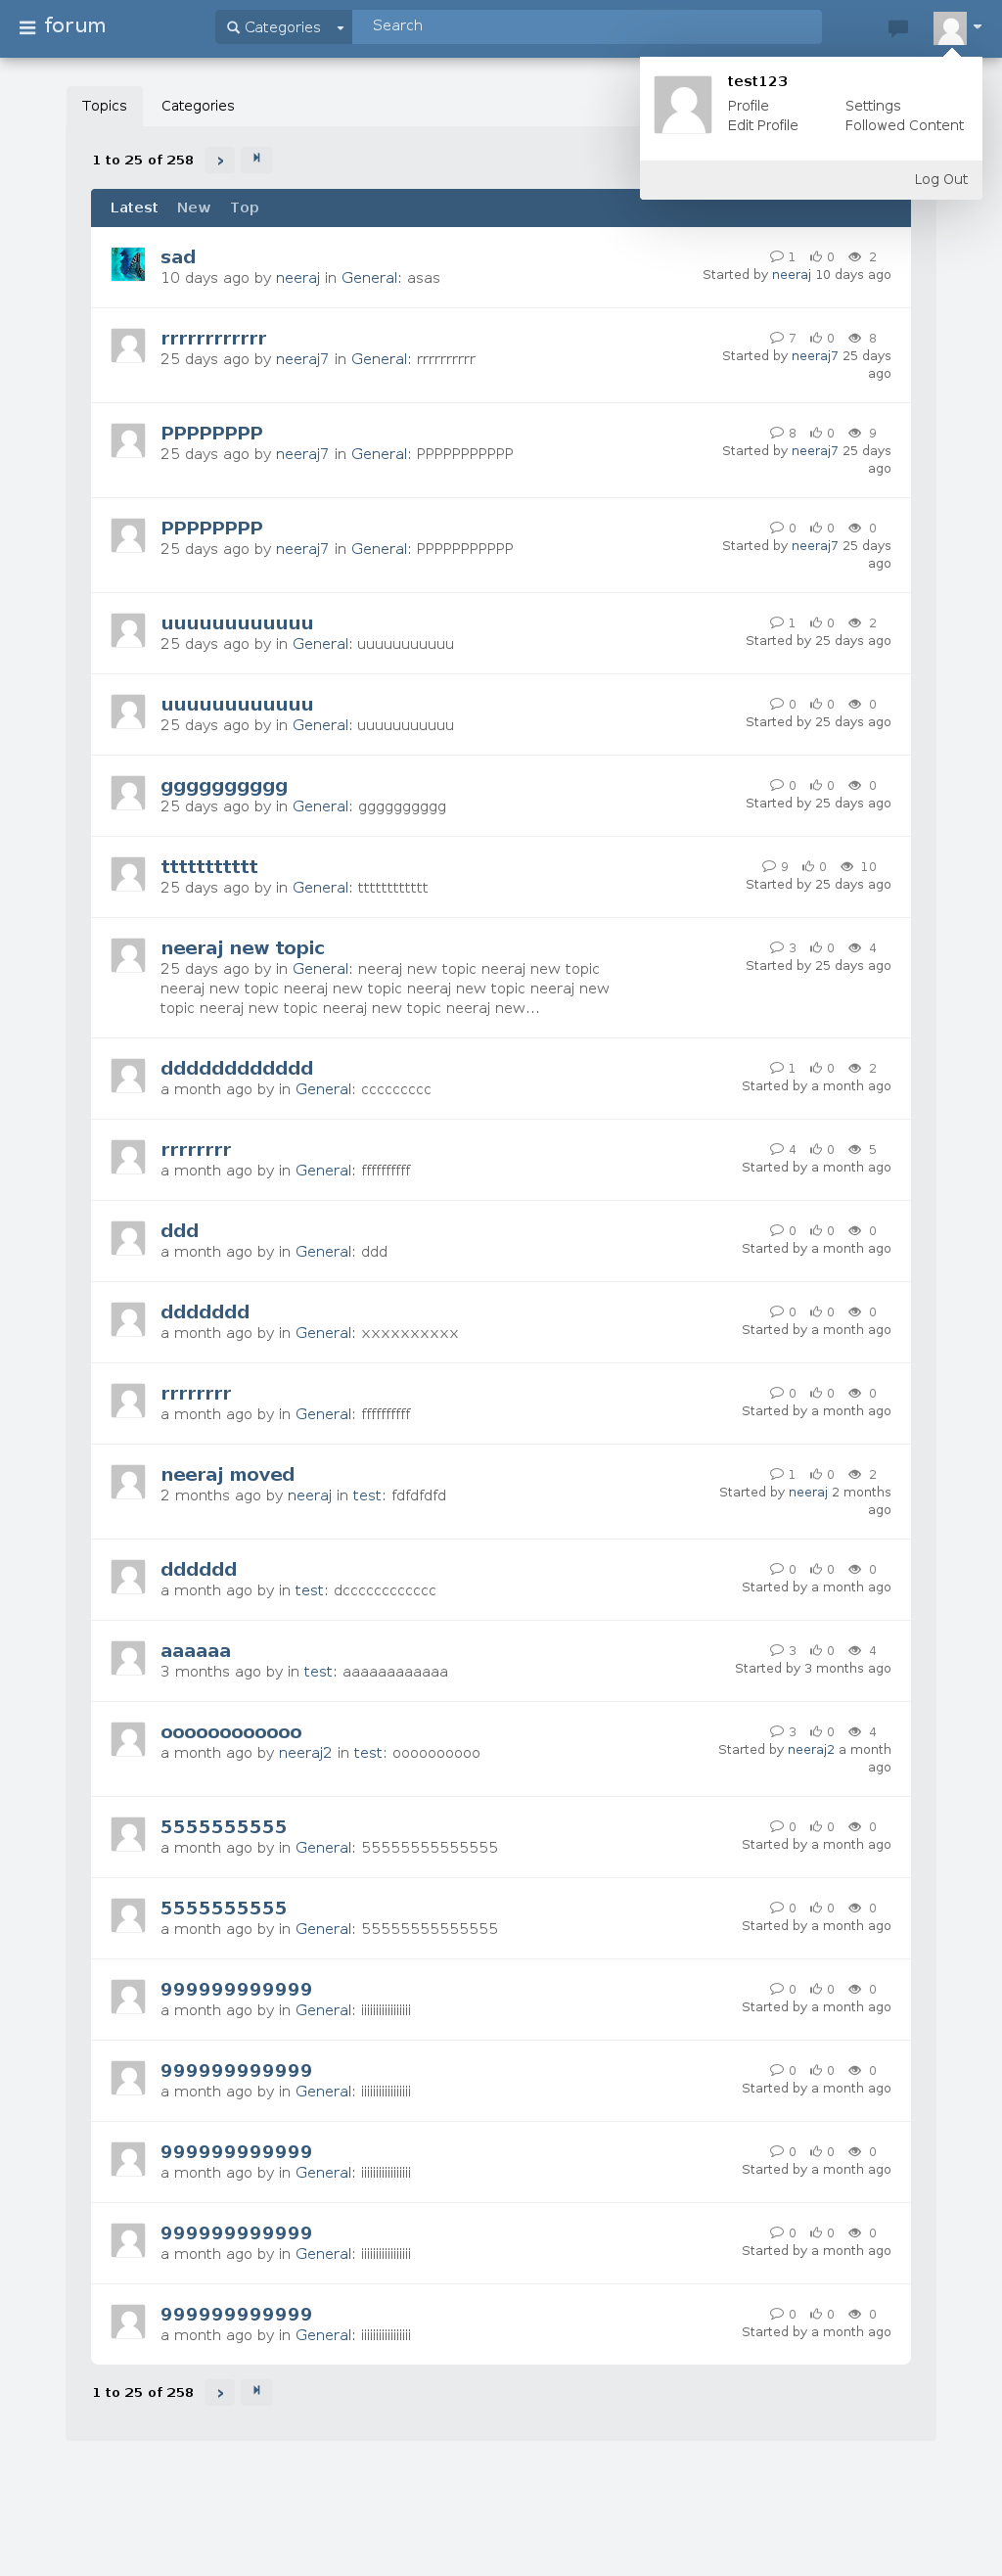 forum
Categories
Search
test123
Profile
Settings
Edit Profile
Followed Content
Log Out
Topics
Categories
1 to 25 of 258
Latest New Top
sad
10 days ago by neeraj in General: asas
1 0 2
Started by neeraj 10 days ago
rrrrrrrrrrrr
25 days ago by neeraj7 in General: rrrrrrrrrr
7 0 8
Started by neeraj7 25 days
ago
PPPPPPPP
25 days ago by neeraj7 in General: PPPPPPPPPPP
8 0 9
Started by neeraj7 25 days
ago
PPPPPPPP
25 days ago by neeraj7 in General: PPPPPPPPPPP
0 0 0
Started by neeraj7 25 days
ago
uuuuuuuuuuuu
25 days ago by in General: uuuuuuuuuuu
1 0 2
Started by 25 days ago
uuuuuuuuuuuu
25 days ago by in General: uuuuuuuuuuu
0 0 0
Started by 25 days ago
gggggggggg
25 days ago by in General: gggggggggg
0 0 0
Started by 25 days ago
ttttttttttt
25 days ago by in General: tttttttttttt
9 0 10
Started by 25 days ago
neeraj new topic
25 days ago by in General: neeraj new topic neeraj new topic
neeraj new topic neeraj new topic neeraj new topic neeraj new
topic neeraj new topic neeraj new topic neeraj new...
3 0 4
Started by 25 days ago
dddddddddddd
a month ago by in General: ccccccccc
1 0 2
Started by a month ago
rrrrrrrr
a month ago by in General: ffffffffff
4 0 5
Started by a month ago
ddd
a month ago by in General: ddd
0 0 0
Started by a month ago
ddddddd
a month ago by in General: xxxxxxxxxx
0 0 0
Started by a month ago
rrrrrrrr
a month ago by in General: ffffffffff
0 0 0
Started by a month ago
neeraj moved
2 months ago by neeraj in test: fdfdfdfd
1 0 2
Started by neeraj 2 months
ago
dddddd
a month ago by in test: dcccccccccccc
0 0 0
Started by a month ago
aaaaaa
3 months ago by in test: aaaaaaaaaaaa
3 0 4
Started by 3 months ago
oooooooooooo
a month ago by neeraj2 in test: oooooooooo
3 0 4
Started by neeraj2 a month
ago
5555555555
a month ago by in General: 55555555555555
0 0 0
Started by a month ago
5555555555
a month ago by in General: 55555555555555
0 0 0
Started by a month ago
999999999999
a month ago by in General: iiiiiiiiiiiiiiiii
0 0 0
Started by a month ago
999999999999
a month ago by in General: iiiiiiiiiiiiiiiii
0 0 0
Started by a month ago
999999999999
a month ago by in General: iiiiiiiiiiiiiiiii
0 0 0
Started by a month ago
999999999999
a month ago by in General: iiiiiiiiiiiiiiiii
0 0 0
Started by a month ago
999999999999
a month ago by in General: iiiiiiiiiiiiiiiii
0 0 0
Started by a month ago
1 to 25 of 258